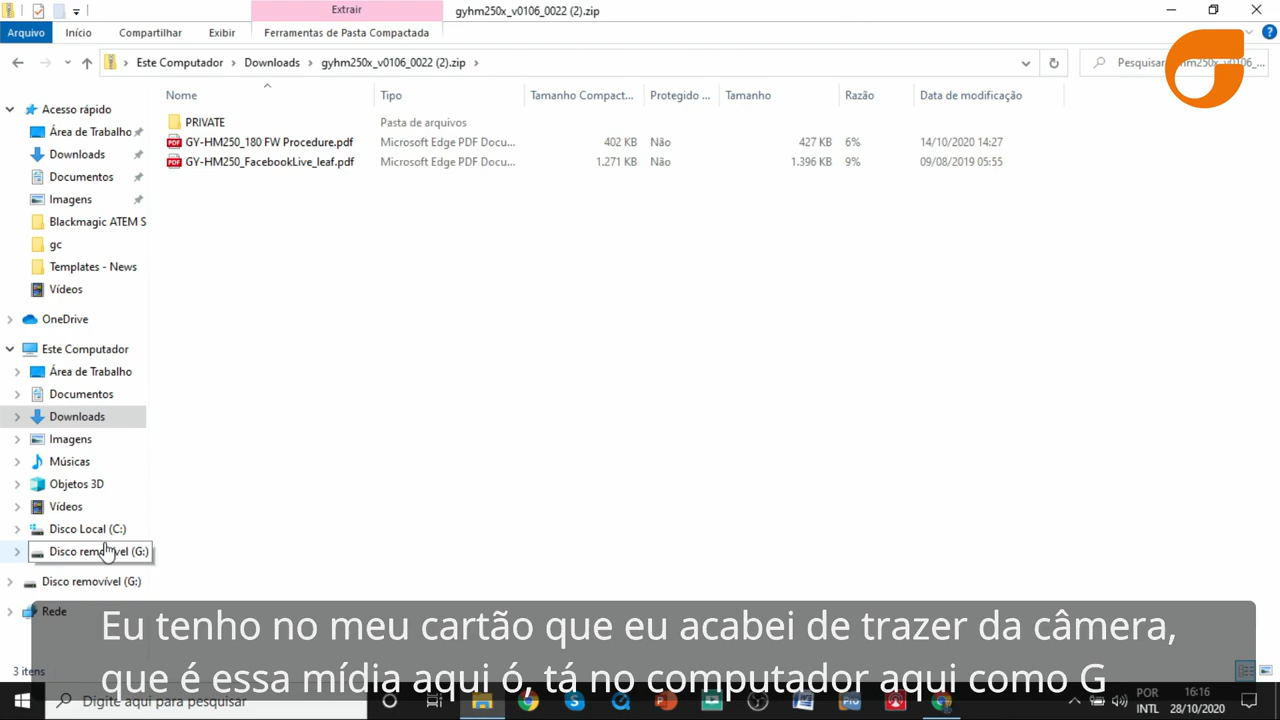 Extrair
gyhm250x_v0106_0022 (2).zip
Arquivo Início Compartilhar Exibir Ferramentas de Pasta Compactada
Este Computador Downloads gyhm250x_v0106_0022 (2).zip
Nome Tipo Tamanho Compact... Protegido ... Tamanho Razão Data de modificação
PRIVATE Pasta de arquivos
GY-HM250_180 FW Procedure.pdf Microsoft Edge PDF Docu... 402 KB Não 427 KB 6% 14/10/2020 14:27
GY-HM250_FacebookLive_leaf.pdf Microsoft Edge PDF Docu... 1.271 KB Não 1.396 KB 9% 09/08/2019 05:55
Acesso rápido
Área de Trabalho
Downloads
Documentos
Imagens
Blackmagic ATEM S
gc
Templates - News
Vídeos
OneDrive
Este Computador
Área de Trabalho
Documentos
Downloads
Imagens
Músicas
Objetos 3D
Vídeos
Disco Local (C:)
Disco removível (G:)
Disco removível (G:)
Rede
3 itens
Eu tenho no meu cartão que eu acabei de trazer da câmera,
que é essa mídia aqui ó, tá no computador aqui como G
Digite aqui para pesquisar
POR
INTL
16:16
28/10/2020